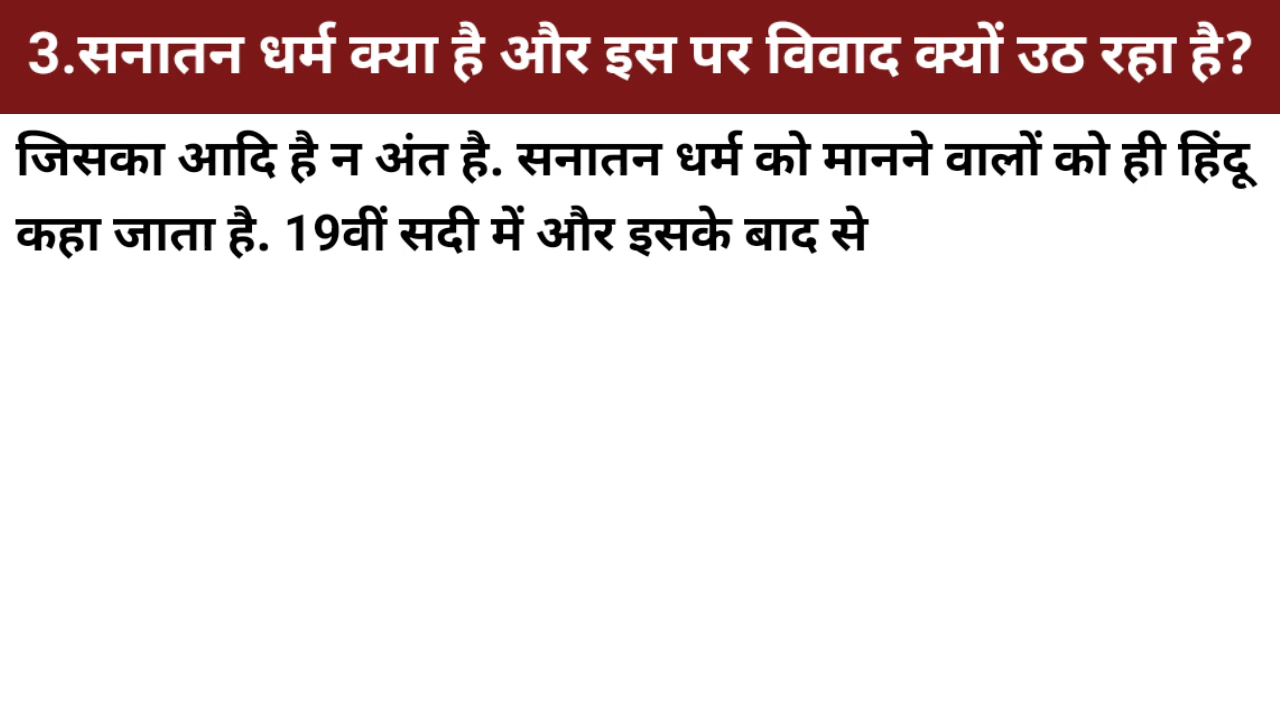 3.सनातन धर्म क्या है और इस पर विवाद क्यों उठ रहा है?
जिसका आदि है न अंत है. सनातन धर्म को मानने वालों को ही हिंदू
कहा जाता है. 19वीं सदी में और इसके बाद से